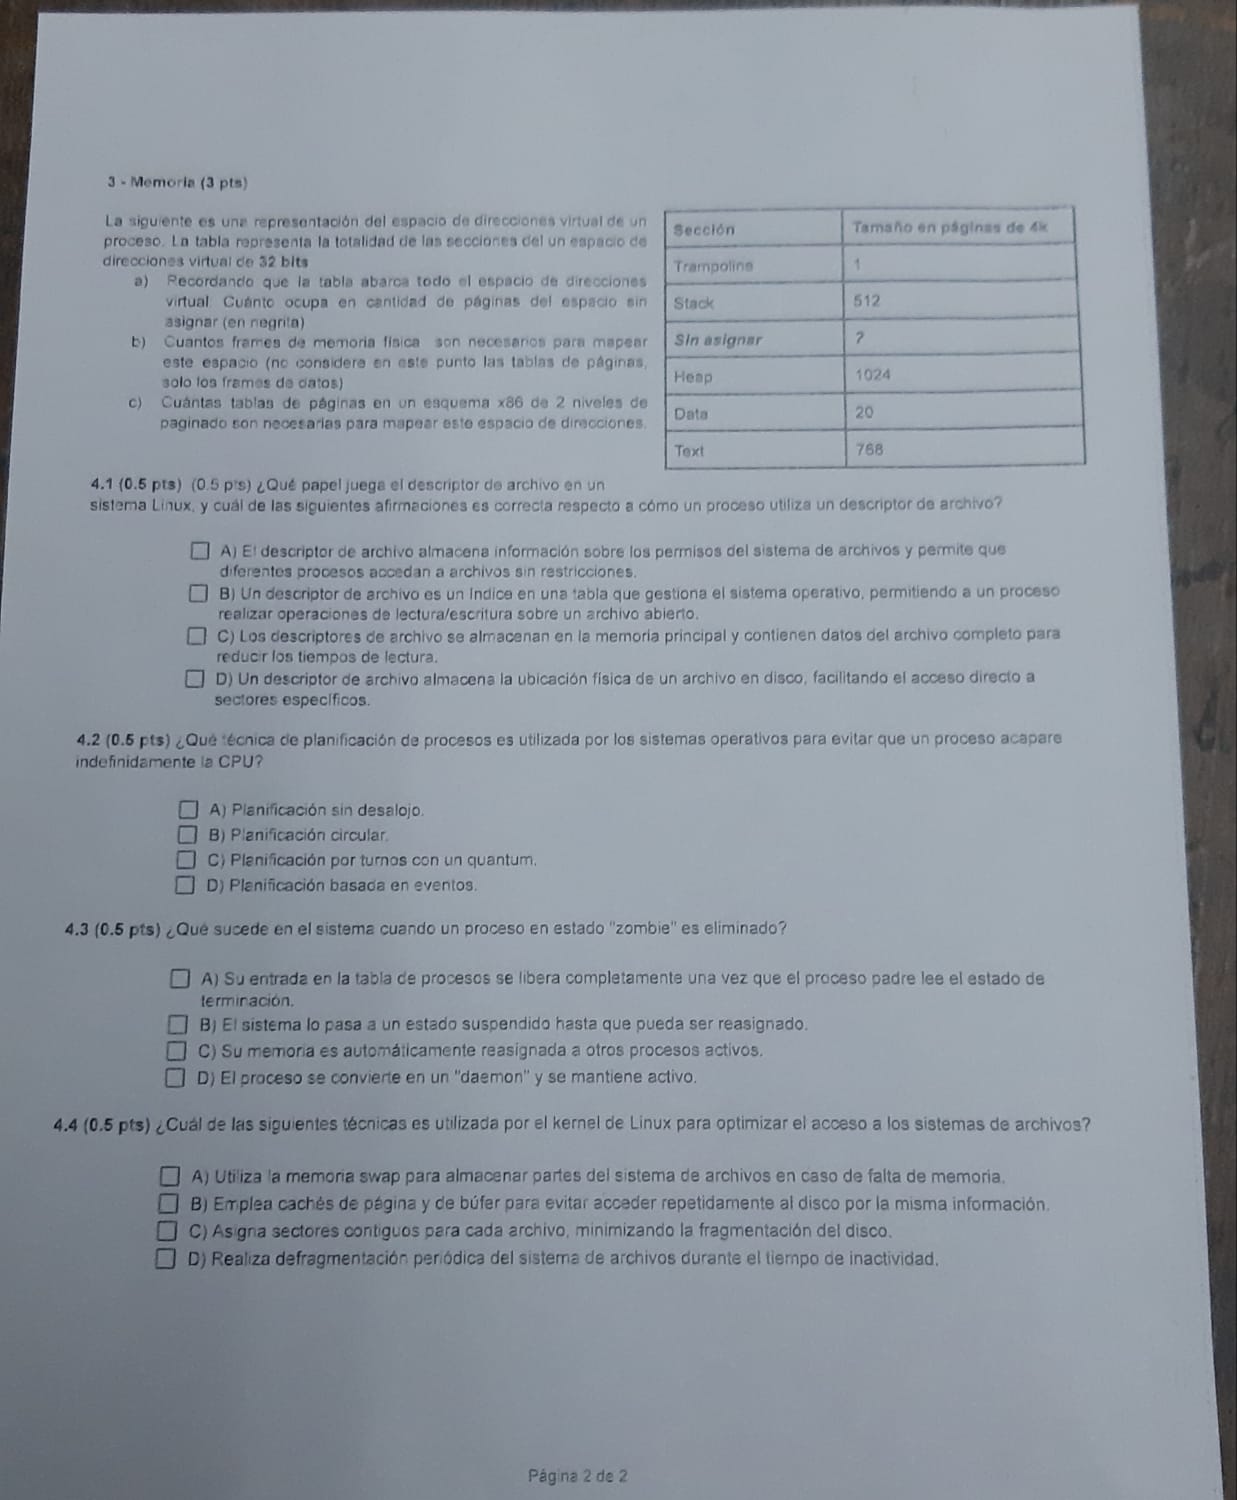 3 - Memoria (3 pts)
La siguiente es una representación del espacio de direcciones virtual de un
proceso. La tabla representa la totalidad de las secciones del un espacio de
direcciones virtual de 32 bits
a) Recordando que la tabla abarca todo el espacio de direcciones
virtual: Cuánto ocupa en cantidad de páginas del espacio sin
asignar (en negrita)
b) Cuantos frames de memoria física son necesarios para mapear
este espacio (no considere en este punto las tablas de páginas,
solo los frames de datos)
c) Cuántas tablas de páginas en un esquema x86 de 2 niveles de
paginado son necesarias para mapear este espacio de direcciones.
Sección Tamaño en páginas de 4k
Trampoline 1
Stack 512
Sin asignar ?
Heap 1024
Data 20
Text 768
4.1 (0.5 pts) (0.5 pts) ¿Qué papel juega el descriptor de archivo en un
sistema Linux, y cuál de las siguientes afirmaciones es correcta respecto a cómo un proceso utiliza un descriptor de archivo?
A) El descriptor de archivo almacena información sobre los permisos del sistema de archivos y permite que
diferentes procesos accedan a archivos sin restricciones.
B) Un descriptor de archivo es un índice en una tabla que gestiona el sistema operativo, permitiendo a un proceso
realizar operaciones de lectura/escritura sobre un archivo abierto.
C) Los descriptores de archivo se almacenan en la memoria principal y contienen datos del archivo completo para
reducir los tiempos de lectura.
D) Un descriptor de archivo almacena la ubicación física de un archivo en disco, facilitando el acceso directo a
sectores específicos.
4.2 (0.5 pts) ¿Qué técnica de planificación de procesos es utilizada por los sistemas operativos para evitar que un proceso acapare
indefinidamente la CPU?
A) Planificación sin desalojo.
B) Planificación circular.
C) Planificación por turnos con un quantum.
D) Planificación basada en eventos.
4.3 (0.5 pts) ¿Qué sucede en el sistema cuando un proceso en estado "zombie" es eliminado?
A) Su entrada en la tabla de procesos se libera completamente una vez que el proceso padre lee el estado de
terminación.
B) El sistema lo pasa a un estado suspendido hasta que pueda ser reasignado.
C) Su memoria es automáticamente reasignada a otros procesos activos.
D) El proceso se convierte en un "daemon" y se mantiene activo.
4.4 (0.5 pts) ¿Cuál de las siguientes técnicas es utilizada por el kernel de Linux para optimizar el acceso a los sistemas de archivos?
A) Utiliza la memoria swap para almacenar partes del sistema de archivos en caso de falta de memoria.
B) Emplea cachés de página y de búfer para evitar acceder repetidamente al disco por la misma información.
C) Asigna sectores contiguos para cada archivo, minimizando la fragmentación del disco.
D) Realiza defragmentación periódica del sistema de archivos durante el tiempo de inactividad.
Página 2 de 2